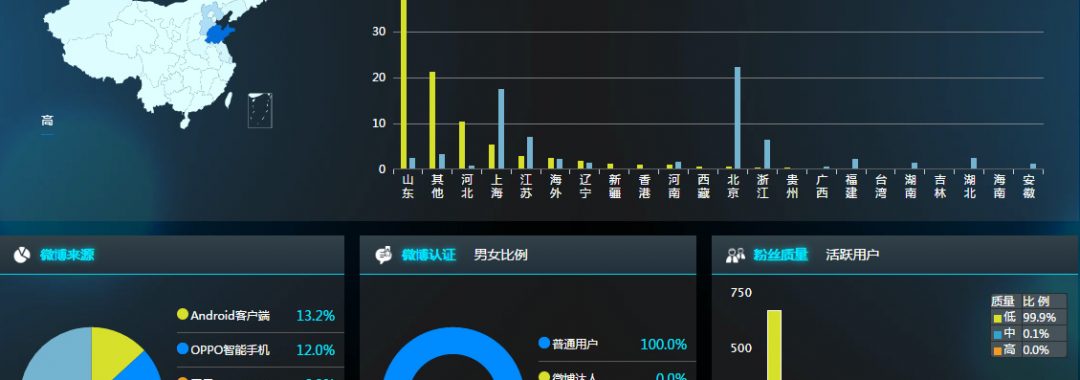 高
30
20
10
0
山东 其他 河北 上海 江苏 海外 辽宁 新疆 香港 河南 西藏 北京 浙江 贵州 广西 福建 台湾 湖南 吉林 湖北 海南 安徽
微博来源
Android客户端 13.2%
OPPO智能手机 12.0%
微博认证 男女比例
普通用户 100.0%
微博达人 0.0%
粉丝质量 活跃用户
750
500
质量 比例
低 99.9%
中 0.1%
高 0.0%